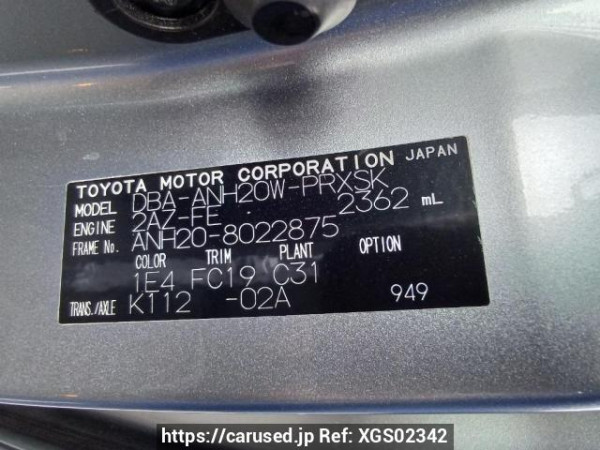 TOYOTA MOTOR CORPORATION JAPAN
MODEL DBA-ANH20W-PRXSK
ENGINE 2AZ-FE 2362 mL
FRAME No. ANH20-8022875
COLOR TRIM PLANT OPTION
1E4 FC19 C31
TRANS./AXLE K112 -02A 949
https://carused.jp Ref: XGS02342